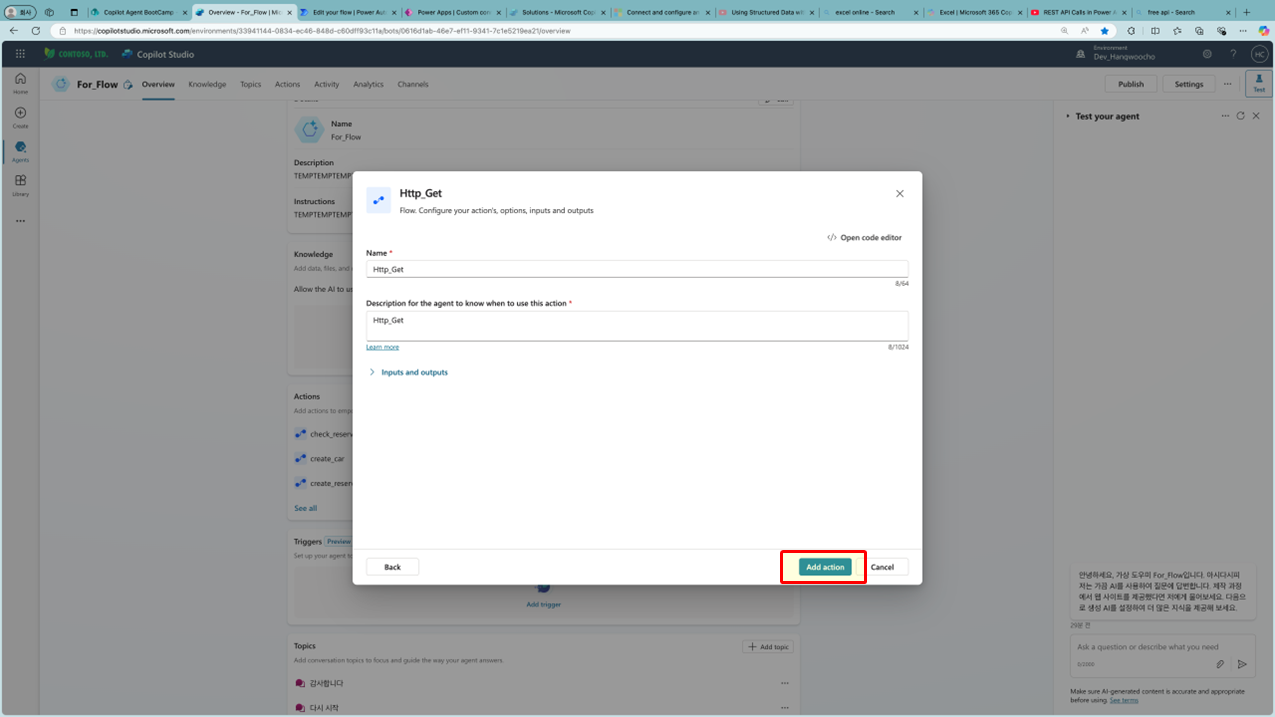 회사
Copilot Agent BootCamp -
Overview - For_Flow | Mic
Edit your flow | Power Aut
Power Apps | Custom con
Solutions - Microsoft Cop
Connect and configure an
Using Structured Data wit
excel online - Search
Excel | Microsoft 365 Cop
REST API Calls in Power A
free api - Search
https://copilotstudio.microsoft.com/environments/33941144-0834-ec46-848d-c60df93c11a/bots/0616d1ab-46e7-ef11-9341-7c1e5219ea21/overview
CONTOSO, LTD.
Copilot Studio
Environment
Dev_Hangwoocho
HC
Home
Create
Agents
Library
For_Flow
Overview
Knowledge
Topics
Actions
Activity
Analytics
Channels
Publish
Settings
Test
Name
For_Flow
Description
TEMPTEMPTEMP
Instructions
TEMPTEMPTEMP
Knowledge
Add data, files, and
Allow the AI to us
Actions
Add actions to emp
check_reserv
create_car
create_reser
See all
Triggers Preview
Set up your agent to
Add trigger
Topics
Add topic
Add conversation topics to focus and guide the way your agent answers.
감사합니다
다시 시작
Http_Get
Flow. Configure your action's, options, inputs and outputs
</> Open code editor
Name *
Http_Get
8/64
Description for the agent to know when to use this action *
Http_Get
Learn more
8/1024
Inputs and outputs
Back
Add action
Cancel
Test your agent
안녕하세요, 가상 도우미 For_Flow입니다. 아시다시피
저는 가끔 AI를 사용하여 질문에 답변합니다. 제작 과정
에서 웹 사이트를 제공했다면 저에게 물어보세요. 다음으
로 생성 AI를 설정하여 더 많은 지식을 제공해 보세요.
29분 전
Ask a question or describe what you need
0/2000
Make sure AI-generated content is accurate and appropriate
before using. See terms